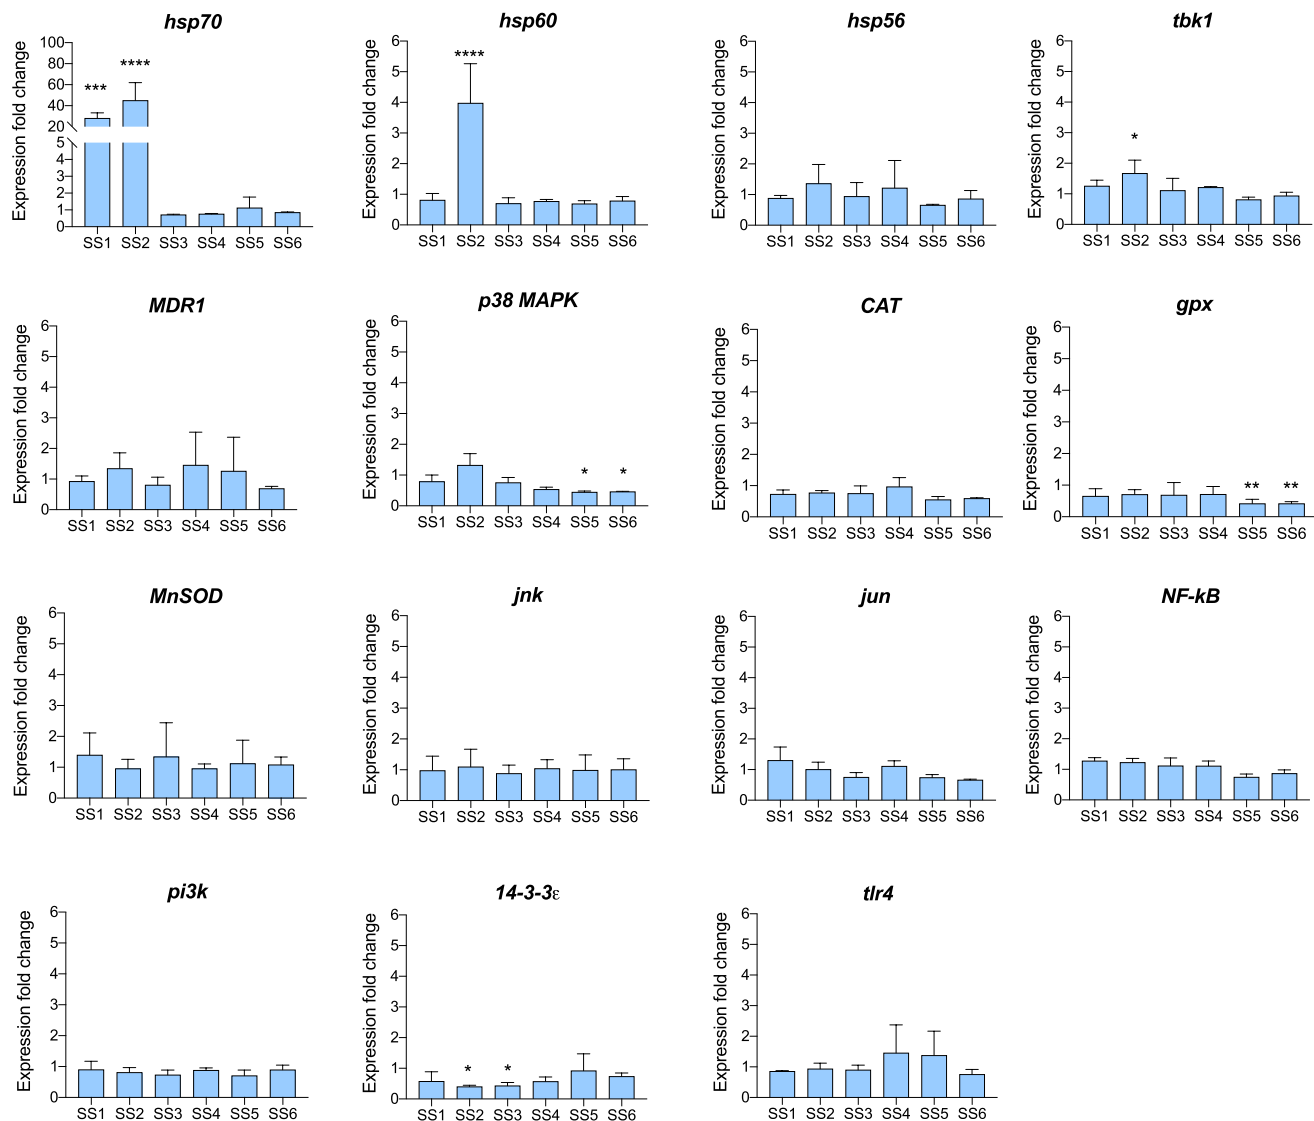 hsp70
hsp60
hsp56
tbk1
Expression fold change
100
80
60
40
20
5
4
3
2
1
0
***
****
SS1 SS2 SS3 SS4 SS5 SS6
Expression fold change
6
5
4
3
2
1
0
****
SS1 SS2 SS3 SS4 SS5 SS6
Expression fold change
6
5
4
3
2
1
0
SS1 SS2 SS3 SS4 SS5 SS6
Expression fold change
6
5
4
3
2
1
0
*
SS1 SS2 SS3 SS4 SS5 SS6
MDR1
p38 MAPK
CAT
gpx
Expression fold change
6
5
4
3
2
1
0
SS1 SS2 SS3 SS4 SS5 SS6
Expression fold change
6
5
4
3
2
1
0
* *
SS1 SS2 SS3 SS4 SS5 SS6
Expression fold change
6
5
4
3
2
1
0
SS1 SS2 SS3 SS4 SS5 SS6
Expression fold change
6
5
4
3
2
1
0
** **
SS1 SS2 SS3 SS4 SS5 SS6
MnSOD
jnk
jun
NF-kB
Expression fold change
6
5
4
3
2
1
0
SS1 SS2 SS3 SS4 SS5 SS6
Expression fold change
6
5
4
3
2
1
0
SS1 SS2 SS3 SS4 SS5 SS6
Expression fold change
6
5
4
3
2
1
0
SS1 SS2 SS3 SS4 SS5 SS6
Expression fold change
6
5
4
3
2
1
0
SS1 SS2 SS3 SS4 SS5 SS6
pi3k
14-3-3ε
tlr4
Expression fold change
6
5
4
3
2
1
0
SS1 SS2 SS3 SS4 SS5 SS6
Expression fold change
6
5
4
3
2
1
0
* *
SS1 SS2 SS3 SS4 SS5 SS6
Expression fold change
6
5
4
3
2
1
0
SS1 SS2 SS3 SS4 SS5 SS6